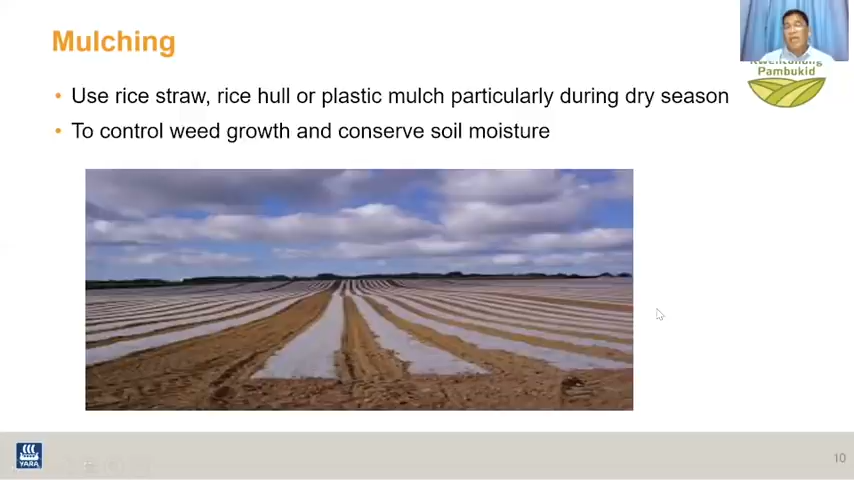 Mulching
• Use rice straw, rice hull or plastic mulch particularly during dry season
• To control weed growth and conserve soil moisture
Pambukid
YARA
10